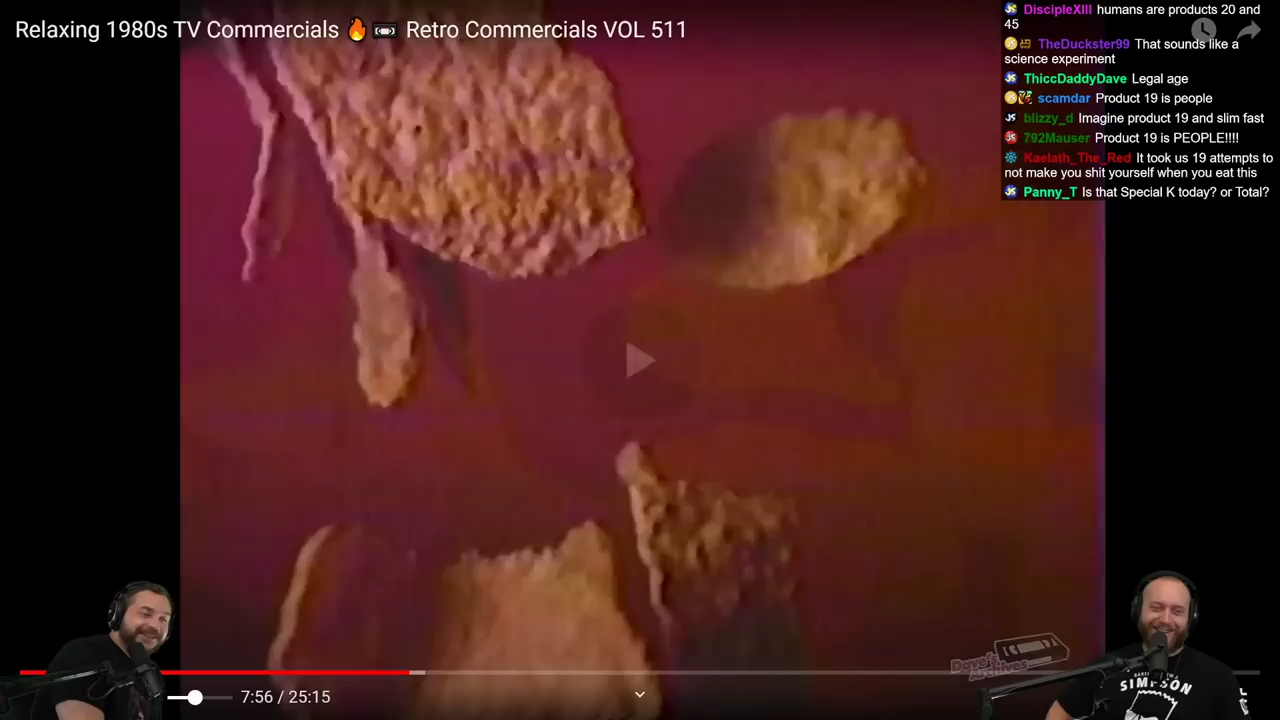 Relaxing 1980s TV Commercials 🔥📼 Retro Commercials VOL 511
DiscipleXIII humans are products 20 and
45
TheDuckster99 That sounds like a
science experiment
ThiccDaddyDave Legal age
scamdar Product 19 is people
blizzy_d Imagine product 19 and slim fast
792Mauser Product 19 is PEOPLE!!!!
Kaelath_The_Red It took us 19 attempts to
not make you shit yourself when you eat this
Panny_T Is that Special K today? or Total?
Dave's
Archives
SIMPSON
7:56 / 25:15